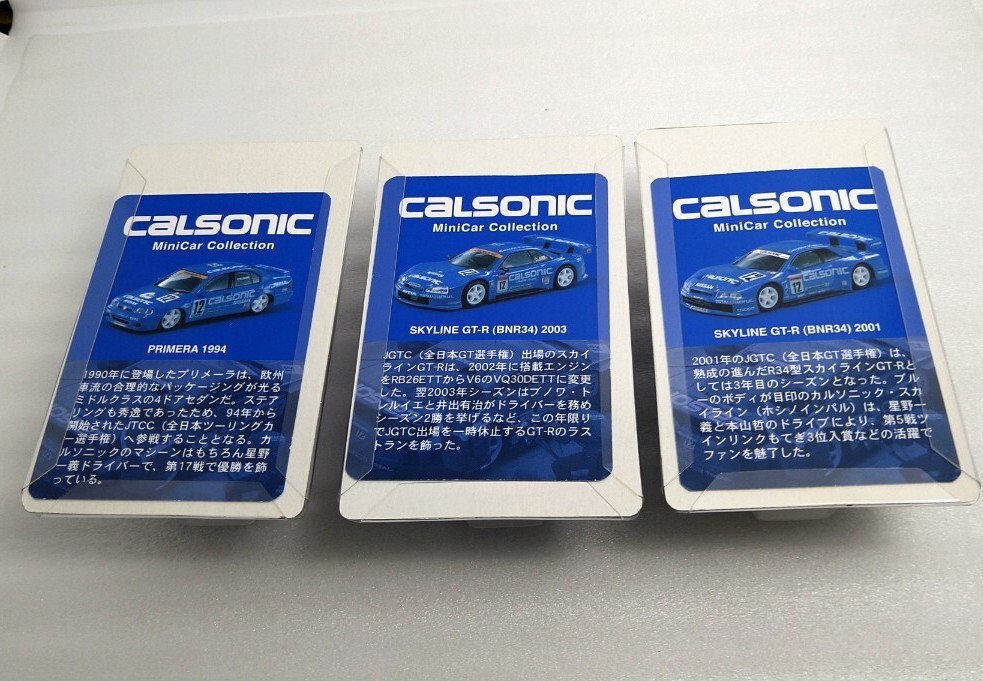 CALSONIC
MiniCar Collection
CALSONIC
12
PRIMERA 1994
1990年に登場したプリメーラは、欧州
車流の合理的なパッケージングが光る
ミドルクラスの4ドアセダンだ。ステア
リングも秀逸であったため、94年から
開始されたJTCC（全日本ツーリングカ
ー選手権）へ参戦することとなる。カ
ルソニックのマシーンはもちろん星野
一義ドライバーで、第17戦で優勝を飾
っている。
CALSONIC
MiniCar Collection
CALSONIC
12
SKYLINE GT-R (BNR34) 2003
JGTC（全日本GT選手権）出場のスカイ
ラインGT-Rは、2002年に搭載エンジン
をRB26ETTからV6のVQ30DETTに変更
した。翌2003年シーズンはブノワ・ト
レルイエと井出有治がドライバーを務め
シーズン2勝を挙げるなど、この年限り
でJGTC出場を一時休止するGT-Rのラス
トランを飾った。
CALSONIC
MiniCar Collection
CALSONIC
12
SKYLINE GT-R (BNR34) 2001
2001年のJGTC（全日本GT選手権）は、
熟成の進んだR34型スカイラインGT-Rと
しては3年目のシーズンとなった。ブル
ーのボディが目印のカルソニック・スカ
イライン（ホシノインパル）は、星野一
義と本山哲のドライブにより、第5戦ツ
インリンクもてぎ3位入賞などの活躍で
ファンを魅了した。